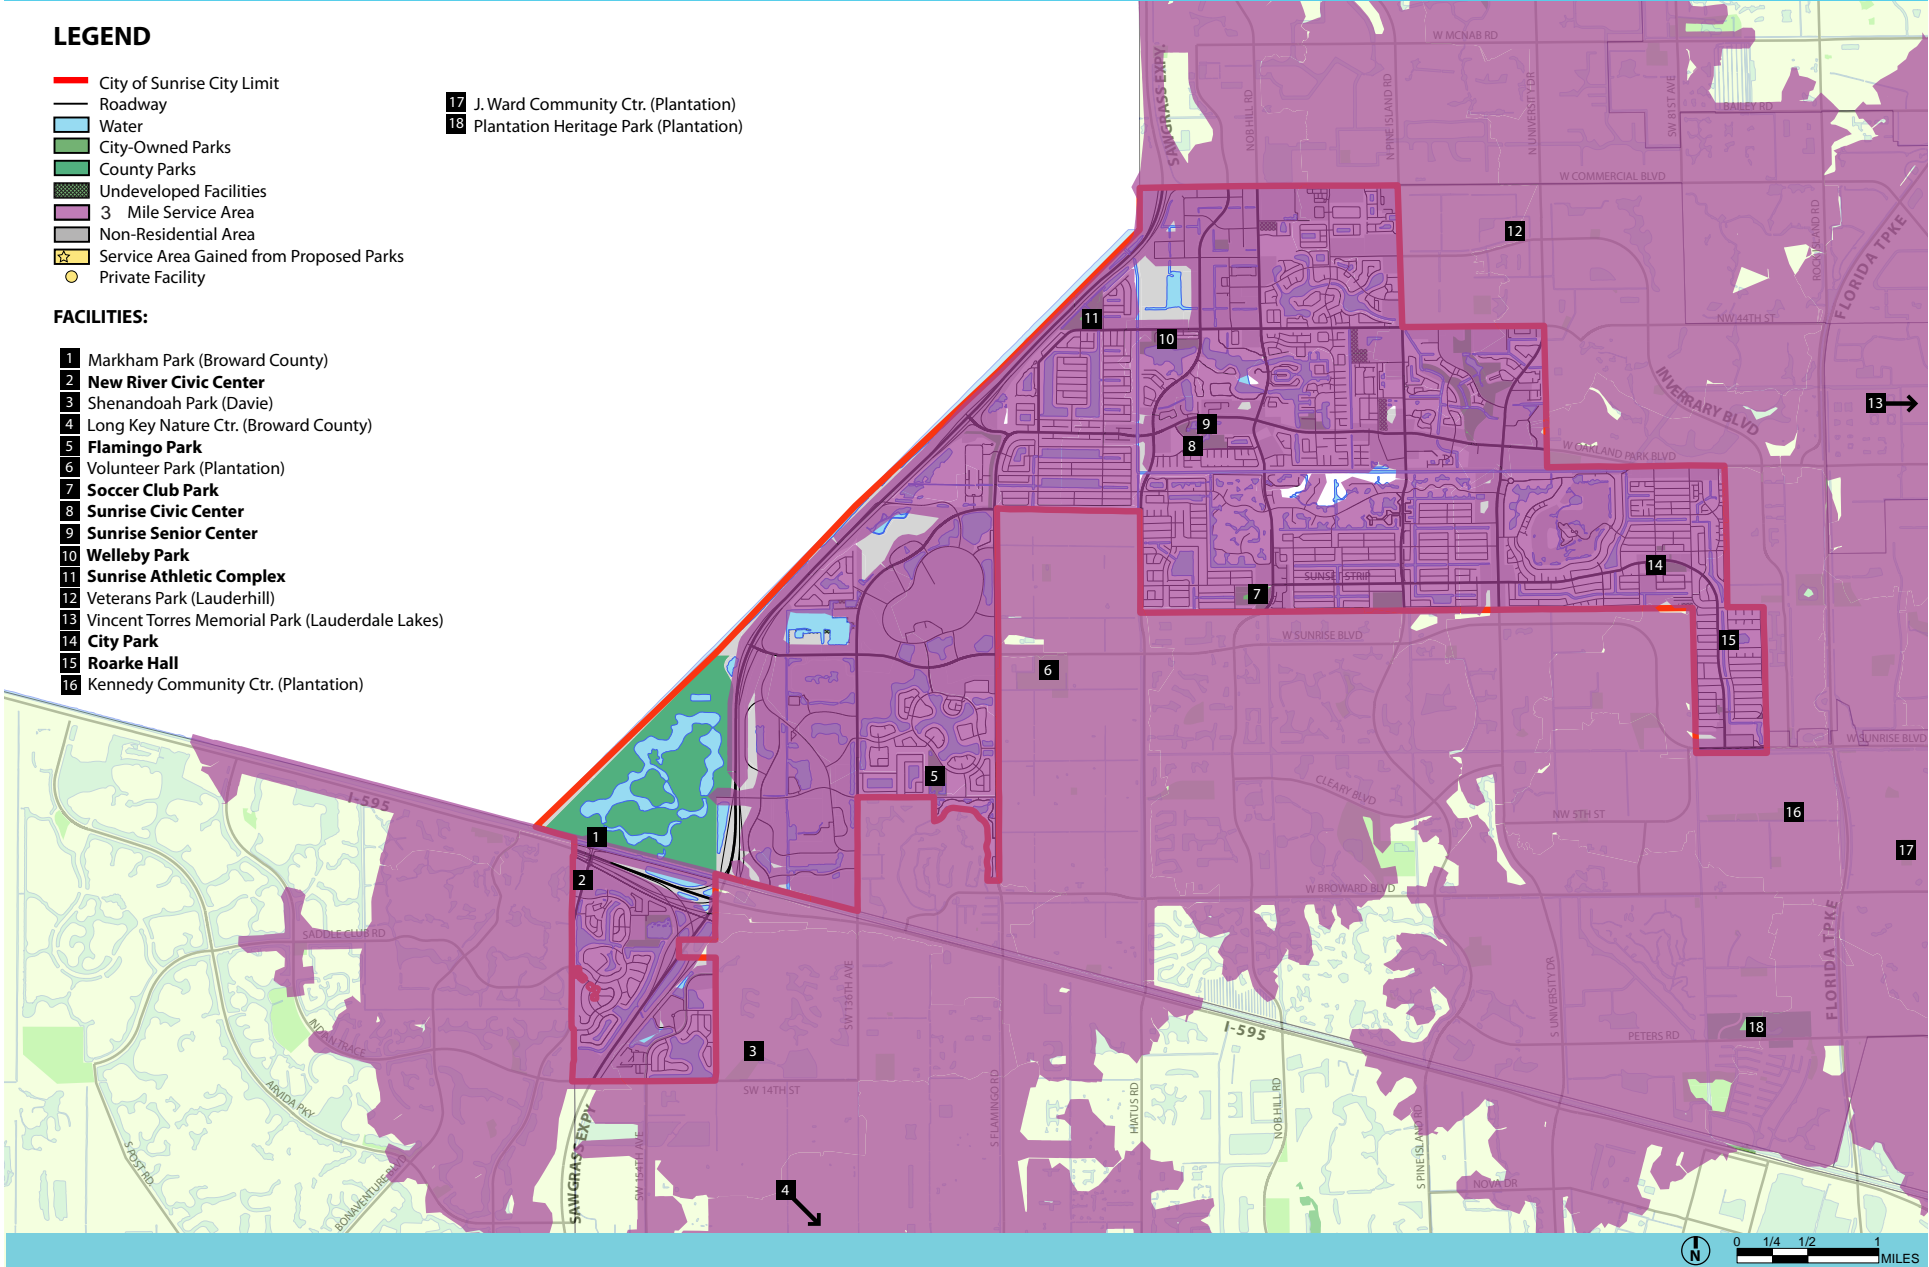 LEGEND
City of Sunrise City Limit
Roadway
Water
City-Owned Parks
County Parks
Undeveloped Facilities
3 Mile Service Area
Non-Residential Area
Service Area Gained from Proposed Parks
Private Facility
17 J. Ward Community Ctr. (Plantation)
18 Plantation Heritage Park (Plantation)
FACILITIES:
1 Markham Park (Broward County)
2 New River Civic Center
3 Shenandoah Park (Davie)
4 Long Key Nature Ctr. (Broward County)
5 Flamingo Park
6 Volunteer Park (Plantation)
7 Soccer Club Park
8 Sunrise Civic Center
9 Sunrise Senior Center
10 Welleby Park
11 Sunrise Athletic Complex
12 Veterans Park (Lauderhill)
13 Vincent Torres Memorial Park (Lauderdale Lakes)
14 City Park
15 Roarke Hall
16 Kennedy Community Ctr. (Plantation)
W MCNAB RD
SAWGRASS EXPY.
NOB HILL RD
N PINE ISLAND RD
N UNIVERSITY DR
SW 81ST AVE
BAILEY RD
W COMMERCIAL BLVD
ROCK ISLAND RD
FLORIDA TPKE
12
11
10
NW 44TH ST
INVERRARY BLVD
13
9
8
W OAKLAND PARK BLVD
14
SUNSET STRIP
7
W SUNRISE BLVD
15
6
W SUNRISE BLVD
5
CLEARY BLVD
I-595
NW 5TH ST
16
1
17
2
W BROWARD BLVD
SADDLE CLUB RD
FLORIDA TPKE
SW 136TH AVE
S UNIVERSITY DR
I-595
18
PETERS RD
INDIAN TRACE
3
SW 14TH ST
ARVIDA PKY
S FLAMINGO RD
HIATUS RD
NOB HILL RD
S PINE ISLAND RD
S POST RD
BONAVENTURE BLVD
SAWGRASS EXPY
SW 154TH AVE
4
NOVA DR
N
0 1/4 1/2 1
MILES